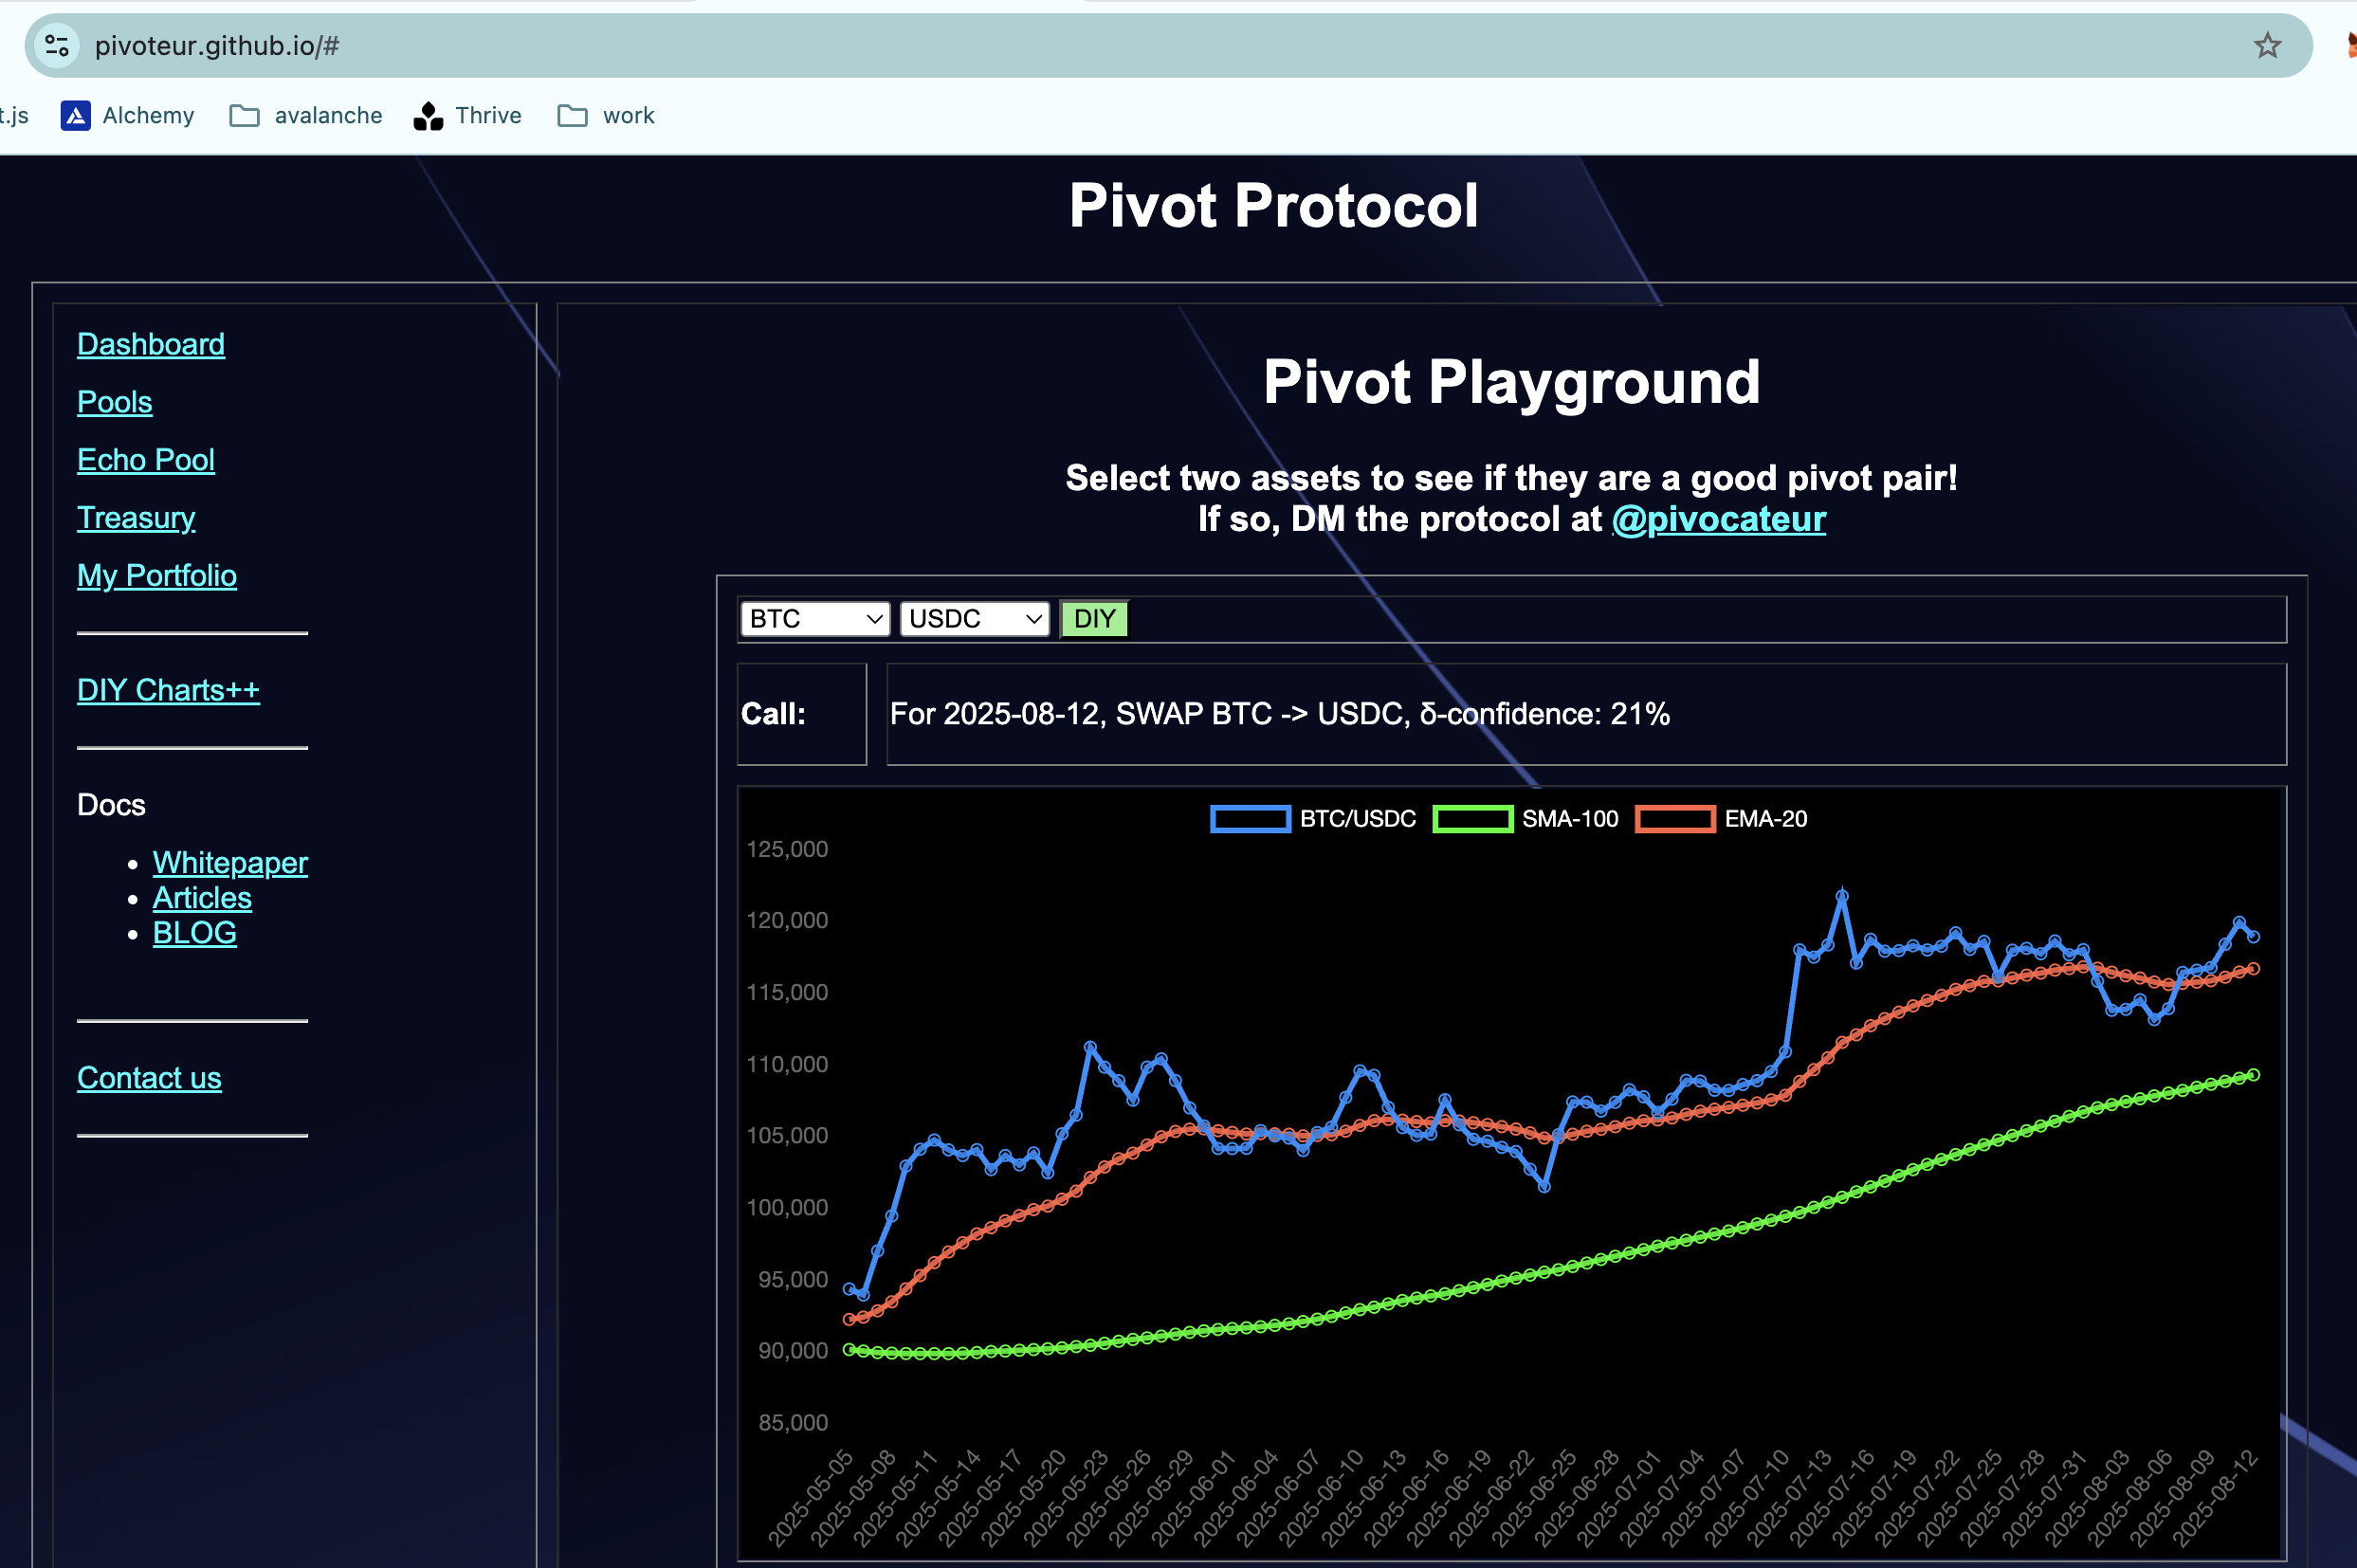 pivoteur.github.io/#
t.js Alchemy avalanche Thrive work
Pivot Protocol
Dashboard
Pools
Echo Pool
Treasury
My Portfolio
DIY Charts++
Docs
Whitepaper
Articles
BLOG
Contact us
Pivot Playground
Select two assets to see if they are a good pivot pair!
If so, DM the protocol at @pivocateur
BTC USDC DIY
Call: For 2025-08-12, SWAP BTC -> USDC, δ-confidence: 21%
BTC/USDC SMA-100 EMA-20
125,000
120,000
115,000
110,000
105,000
100,000
95,000
90,000
85,000
2025-05-05
2025-05-08
2025-05-11
2025-05-14
2025-05-17
2025-05-20
2025-05-23
2025-05-26
2025-05-29
2025-06-01
2025-06-04
2025-06-07
2025-06-10
2025-06-13
2025-06-16
2025-06-19
2025-06-22
2025-06-25
2025-06-28
2025-07-01
2025-07-04
2025-07-07
2025-07-10
2025-07-13
2025-07-16
2025-07-19
2025-07-22
2025-07-25
2025-07-28
2025-07-31
2025-08-03
2025-08-06
2025-08-09
2025-08-12